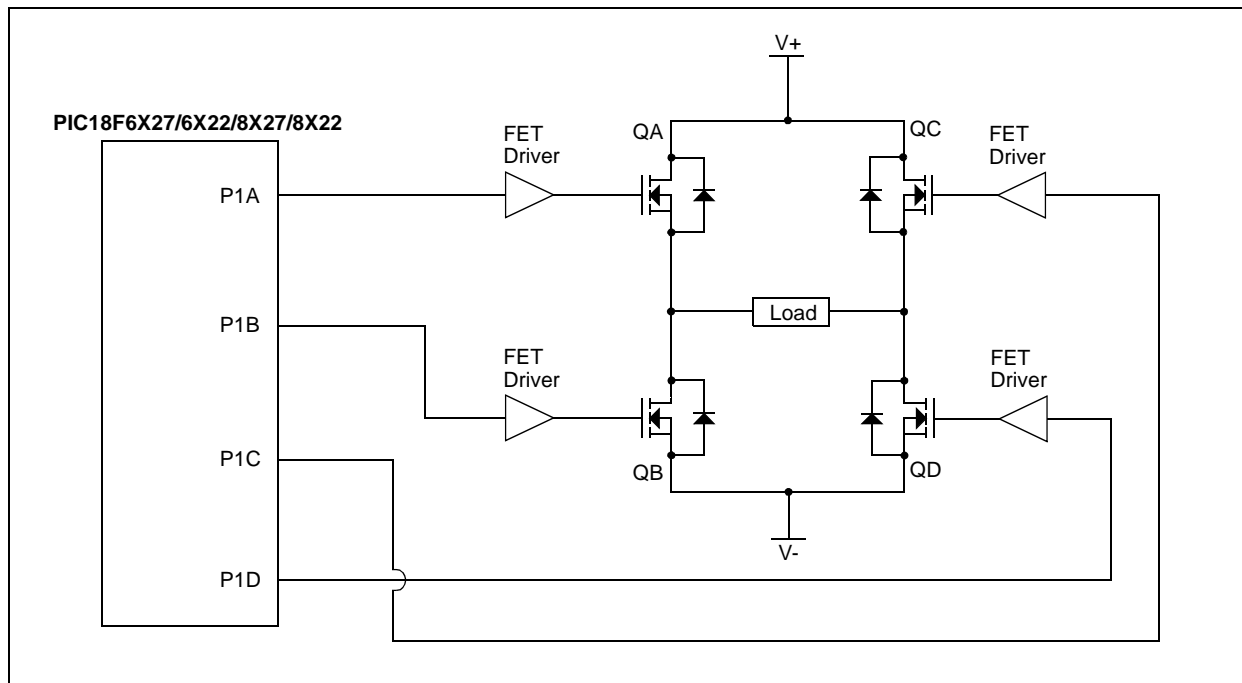 V+
PIC18F6X27/6X22/8X27/8X22
FET
Driver
QA
QC
FET
Driver
P1A
P1B
Load
FET
Driver
FET
Driver
P1C
QB
QD
V-
P1D